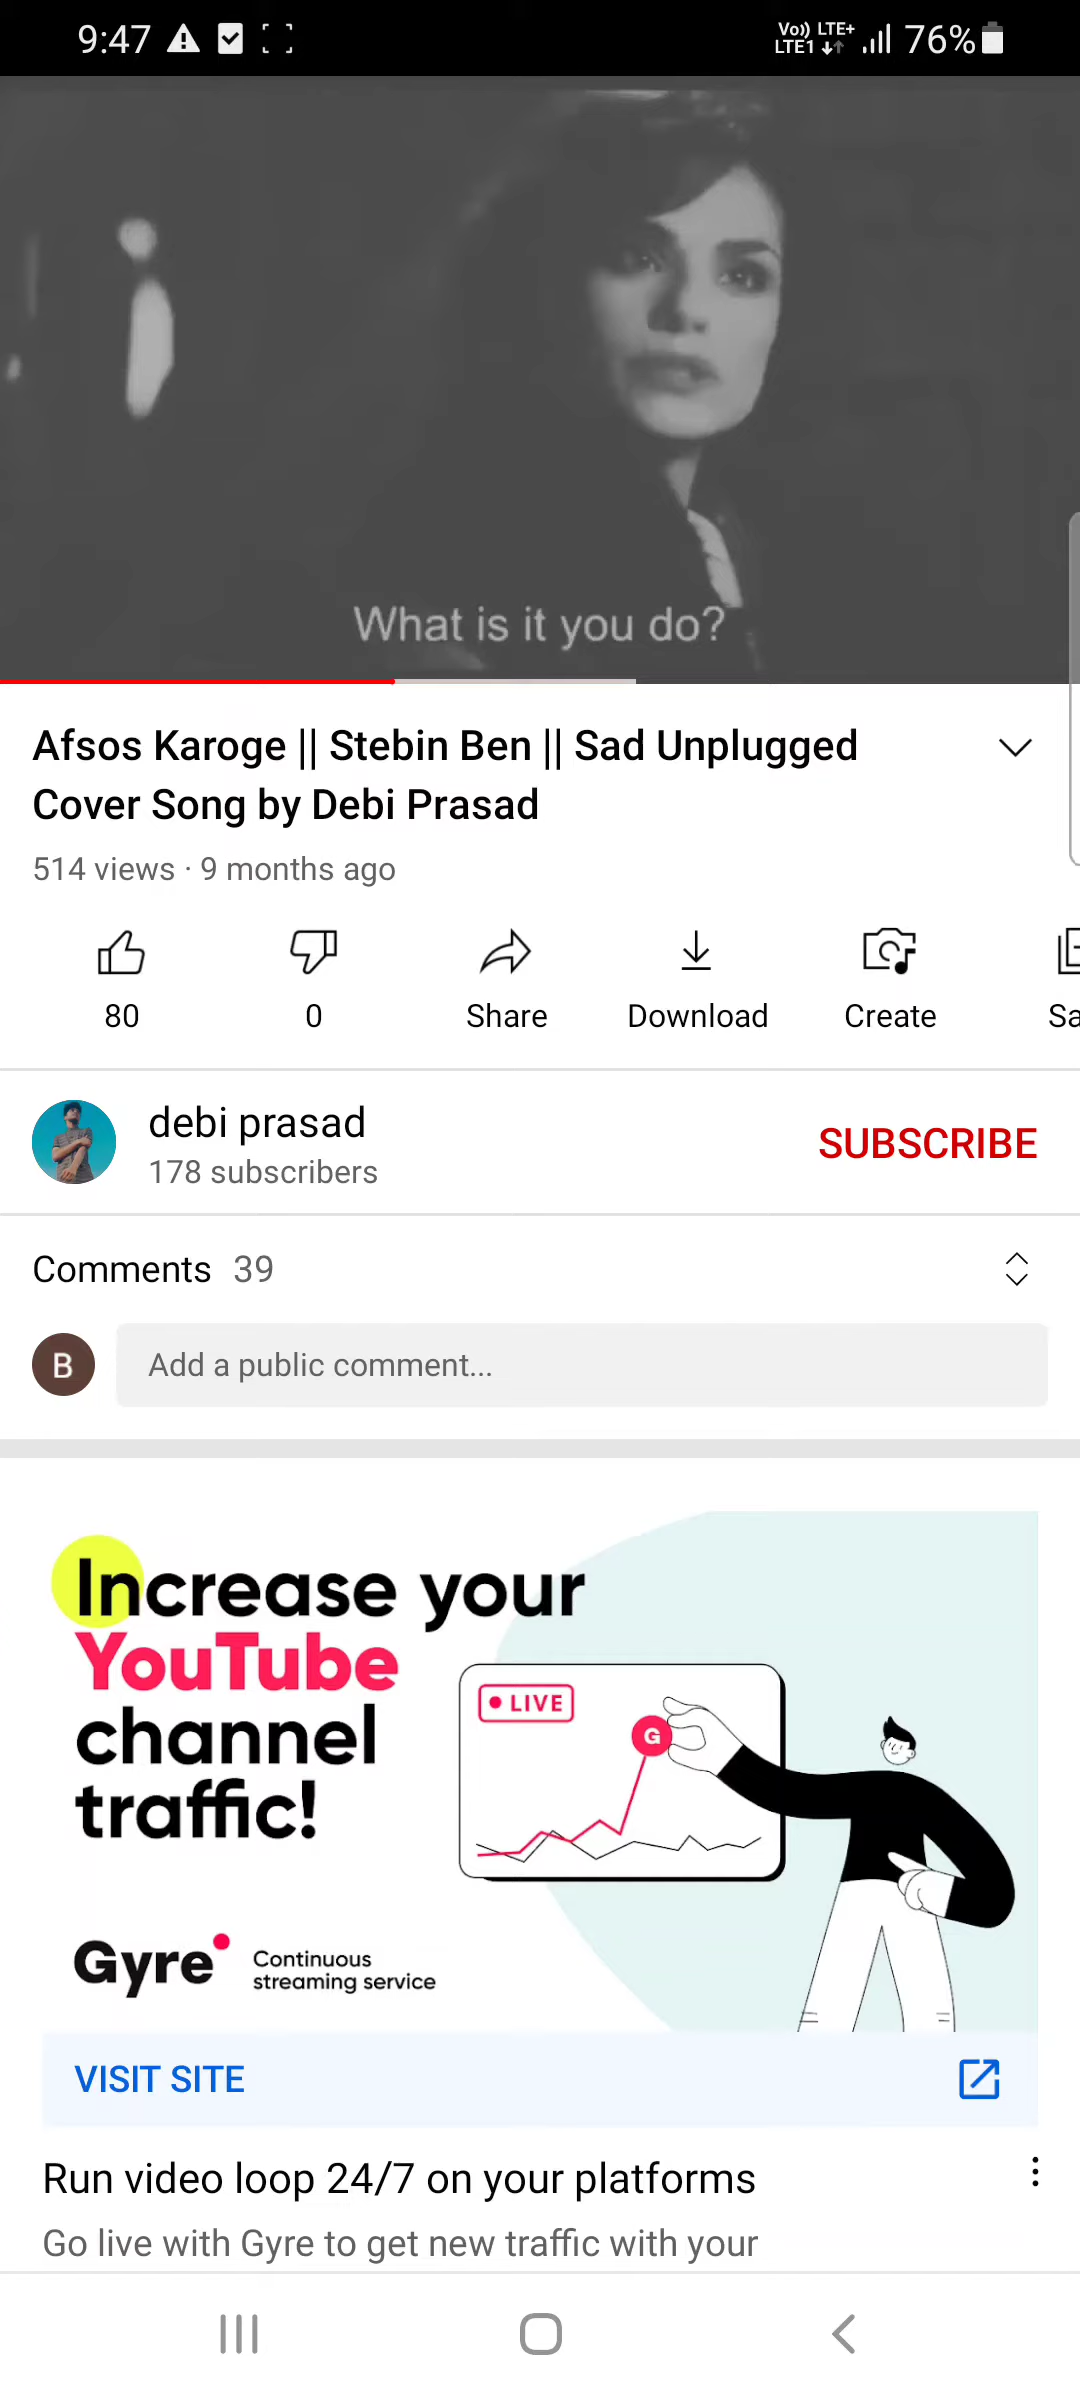 9:47
Vo)) LTE+
LTE1
76%
What is it you do?
Afsos Karoge || Stebin Ben || Sad Unplugged
Cover Song by Debi Prasad
514 views · 9 months ago
80
0
Share
Download
Create
Sa
debi prasad
178 subscribers
SUBSCRIBE
Comments 39
B
Add a public comment...
Increase your
YouTube
channel
traffic!
LIVE
G
Gyre
Continuous
streaming service
VISIT SITE
Run video loop 24/7 on your platforms
Go live with Gyre to get new traffic with your